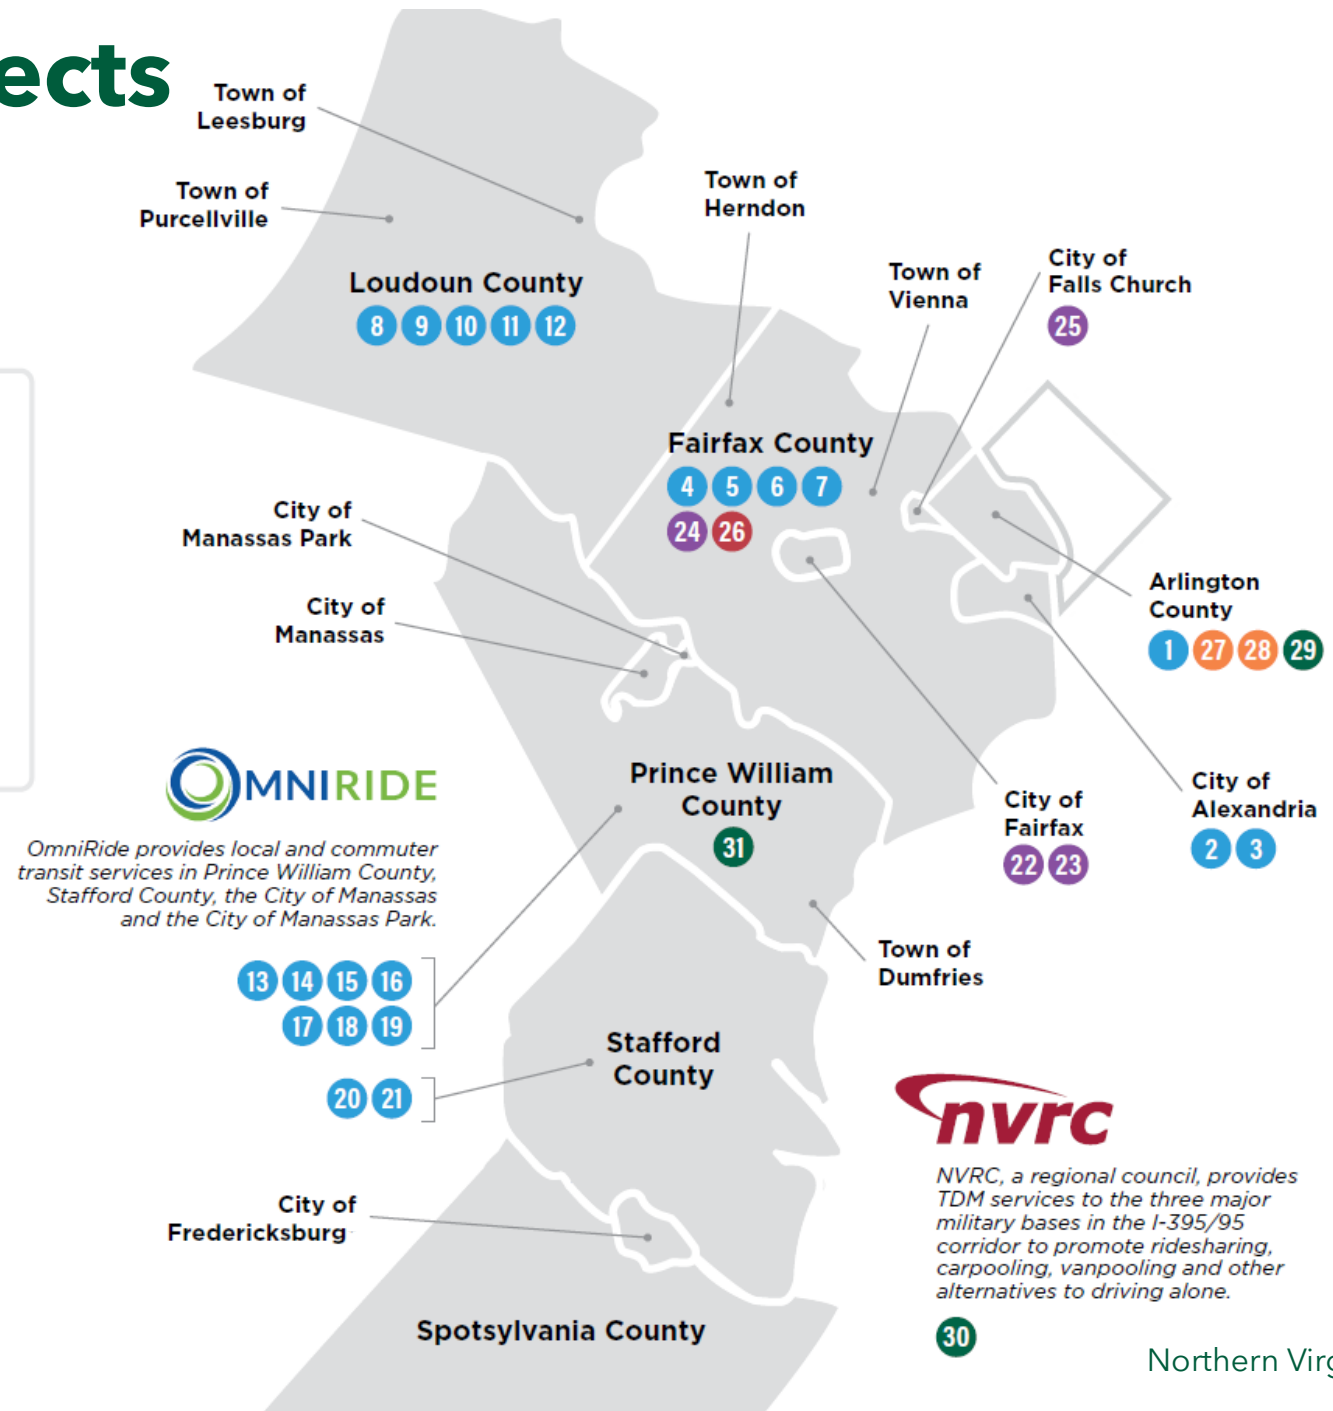 ects
Town of
Leesburg
Town of
Purcellville
Town of
Herndon
Town of
Vienna
City of
Falls Church
25
Loudoun County
8 9 10 11 12
Fairfax County
4 5 6 7
24 26
City of
Manassas Park
City of
Manassas
Arlington
County
1 27 28 29
OMNIRIDE
OmniRide provides local and commuter
transit services in Prince William County,
Stafford County, the City of Manassas
and the City of Manassas Park.
Prince William
County
31
City of
Fairfax
22 23
City of
Alexandria
2 3
Town of
Dumfries
13 14 15 16
17 18 19
20 21
Stafford
County
nvrc
NVRC, a regional council, provides
TDM services to the three major
military bases in the I-395/95
corridor to promote ridesharing,
carpooling, vanpooling and other
alternatives to driving alone.
30
City of
Fredericksburg
Spotsylvania County
Northern Virg